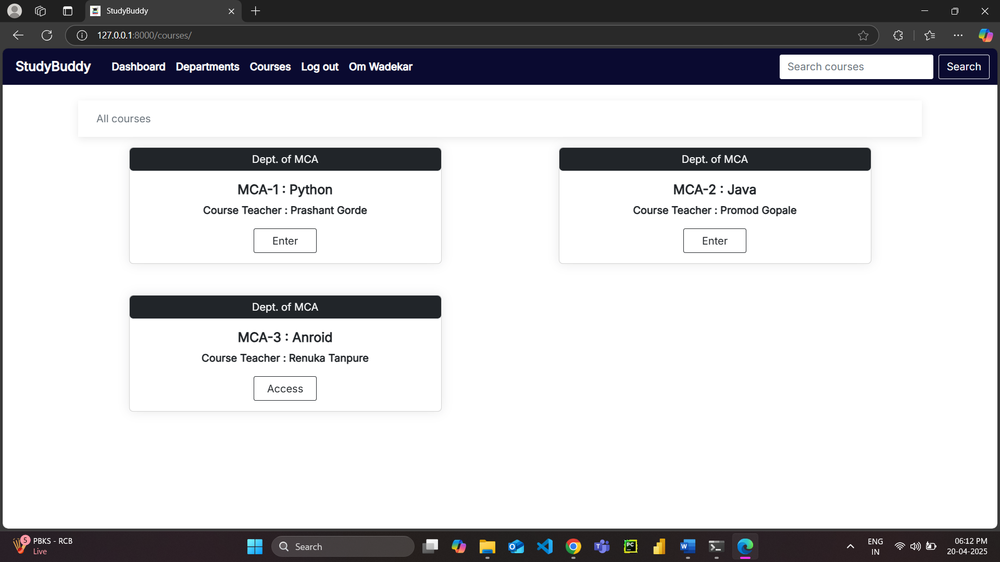 StudyBuddy
127.0.0.1:8000/courses/
StudyBuddy Dashboard Departments Courses Log out Om Wadekar Search courses Search
All courses
Dept. of MCA
MCA-1 : Python
Course Teacher : Prashant Gorde
Enter
Dept. of MCA
MCA-2 : Java
Course Teacher : Promod Gopale
Enter
Dept. of MCA
MCA-3 : Anroid
Course Teacher : Renuka Tanpure
Access
5
PBKS - RCB
Live
Search
ENG
IN
06:12 PM
20-04-2025